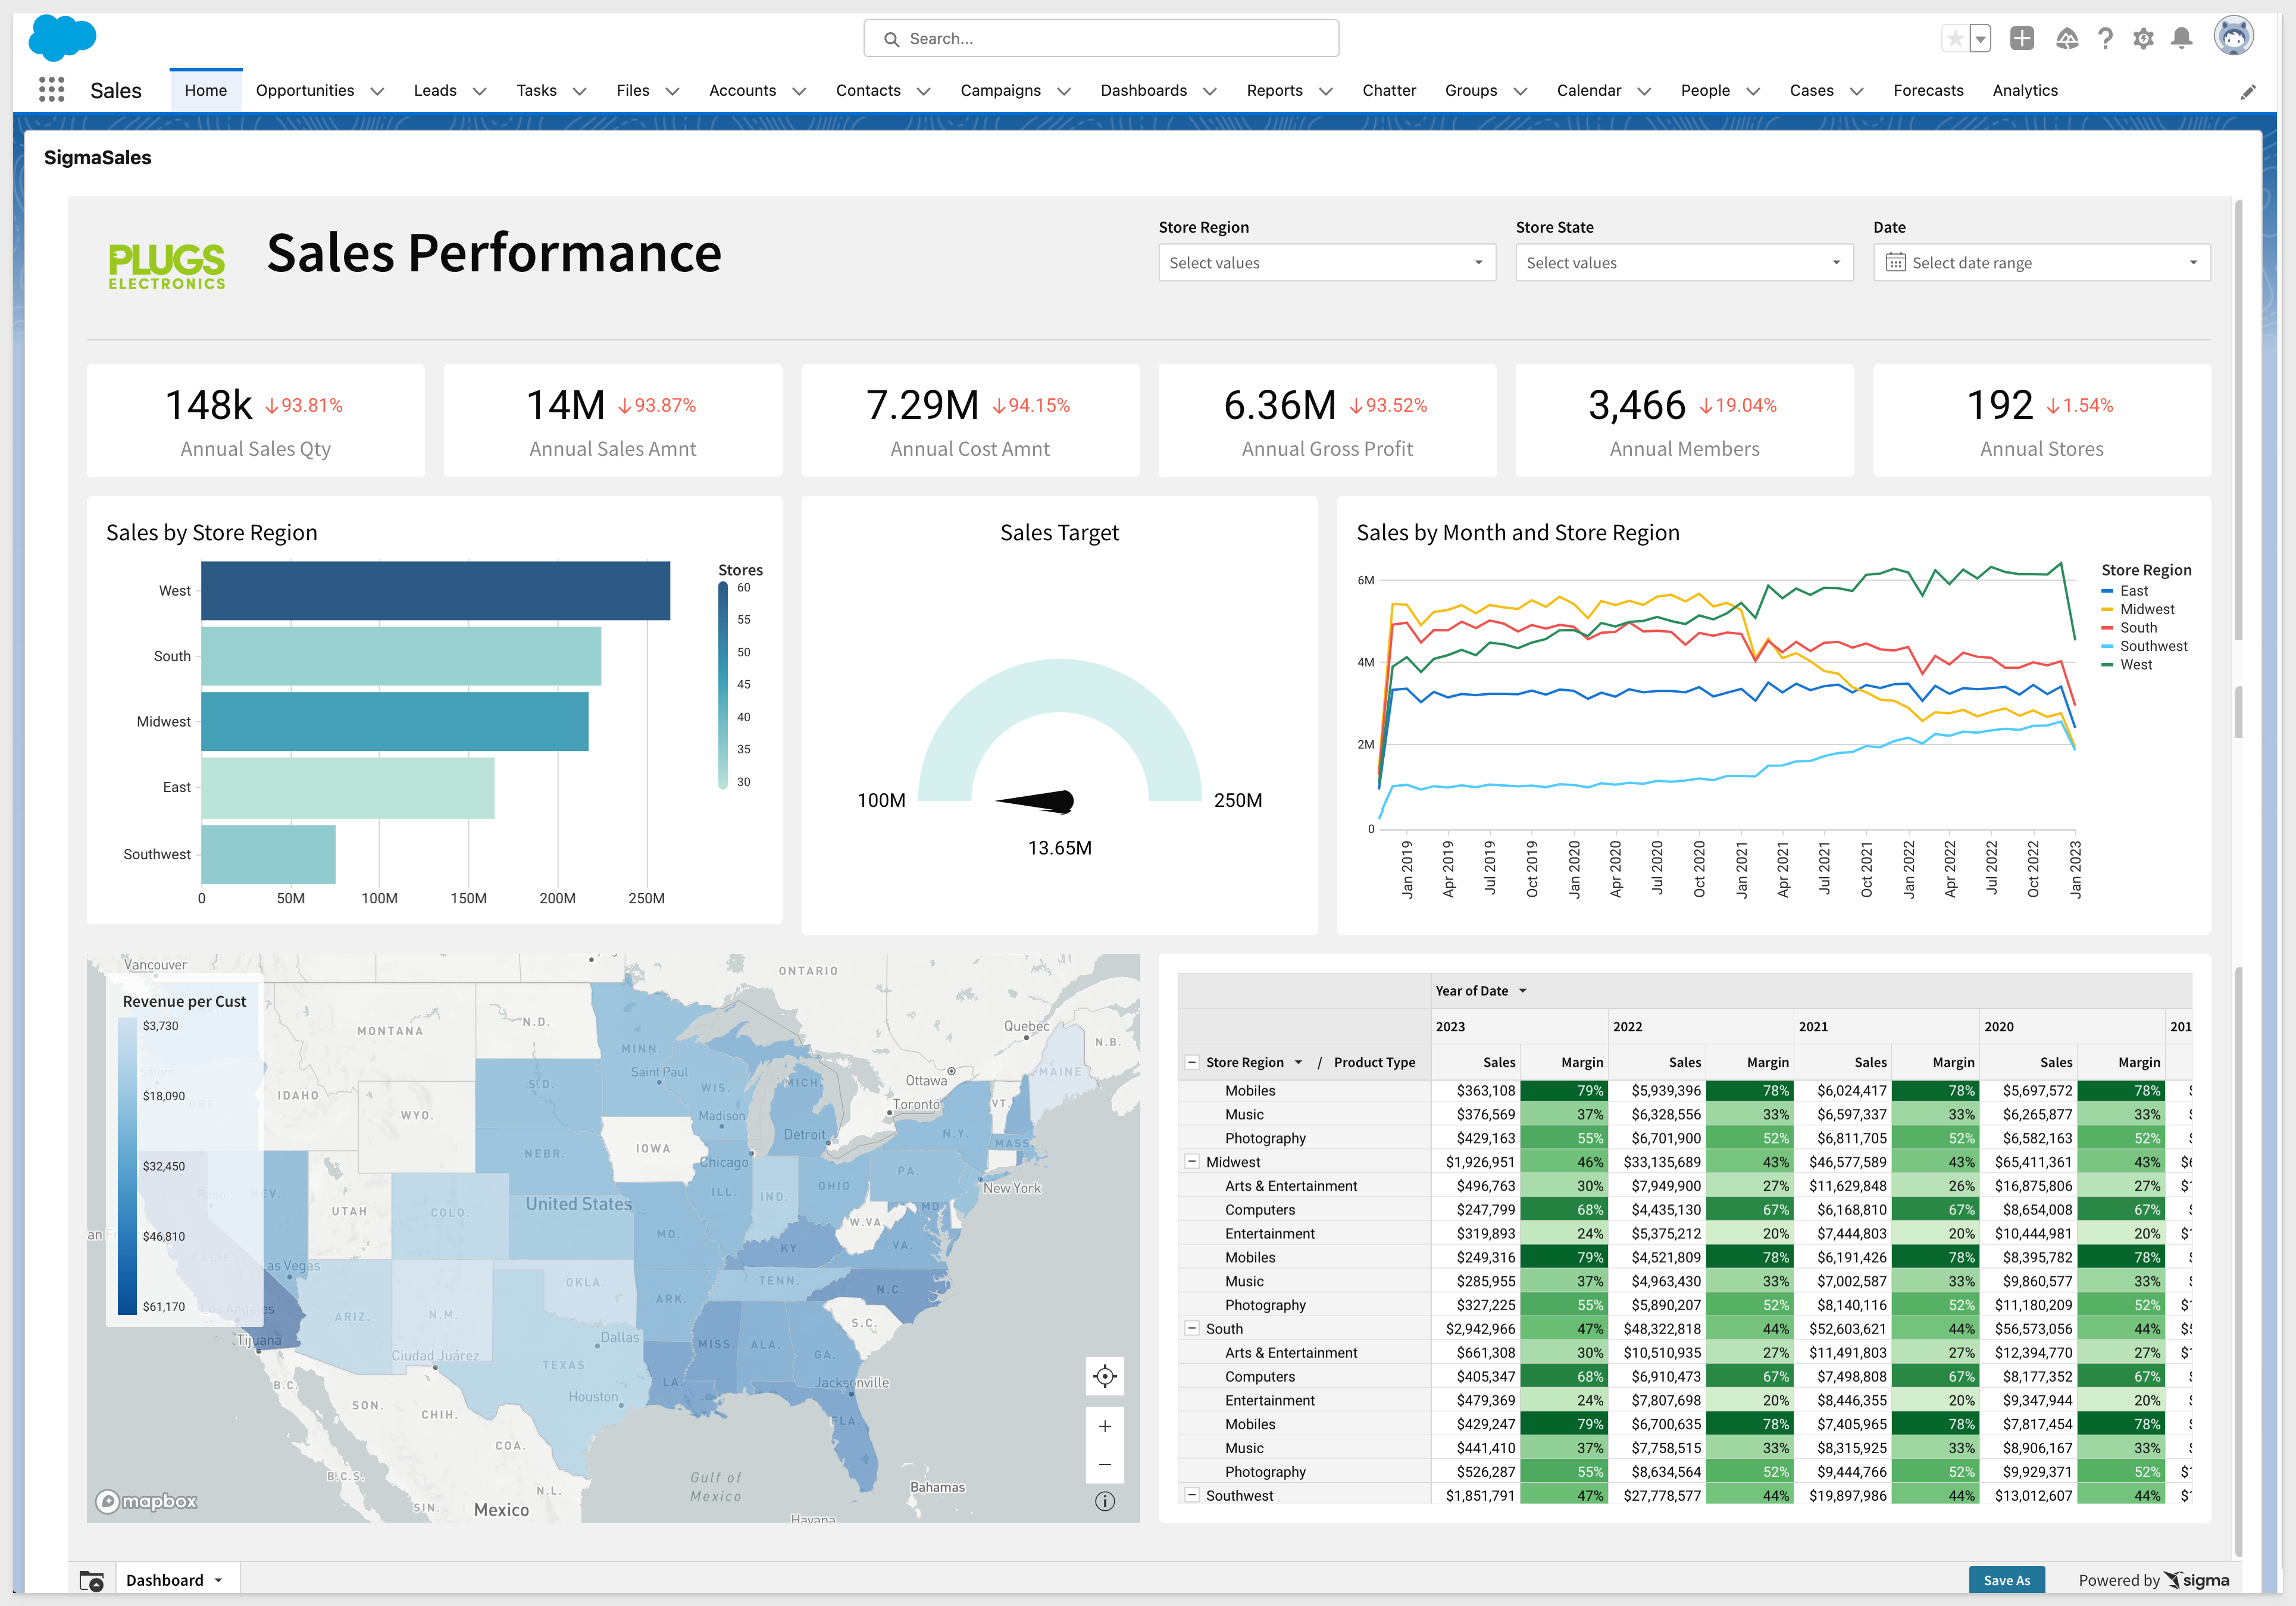 Search...
Sales
Home
Opportunities
Leads
Tasks
Files
Accounts
Contacts
Campaigns
Dashboards
Reports
Chatter
Groups
Calendar
People
Cases
Forecasts
Analytics
SigmaSales
PLUGS
ELECTRONICS
Sales Performance
Store Region
Select values
Store State
Select values
Date
Select date range
148k ↓93.81%
Annual Sales Qty
14M ↓93.87%
Annual Sales Amnt
7.29M ↓94.15%
Annual Cost Amnt
6.36M ↓93.52%
Annual Gross Profit
3,466 ↓19.04%
Annual Members
192 ↓1.54%
Annual Stores
Sales by Store Region
West
South
Midwest
East
Southwest
0 50M 100M 150M 200M 250M
Stores
60
55
50
45
40
35
30
Sales Target
100M
250M
13.65M
Sales by Month and Store Region
6M
4M
2M
0
Jan 2019
Apr 2019
Jul 2019
Oct 2019
Jan 2020
Apr 2020
Jul 2020
Oct 2020
Jan 2021
Apr 2021
Jul 2021
Oct 2021
Jan 2022
Apr 2022
Jul 2022
Oct 2022
Jan 2023
Store Region
East
Midwest
South
Southwest
West
Revenue per Cust
$3,730
$18,090
$32,450
$46,810
$61,170
Vancouver
ONTARIO
MONTANA
N.D.
Quebec
N.B.
MINN.
Saint Paul
Ottawa
MAINE
IDAHO
S.D.
WIS.
MICH.
Toronto
VT.
WYO.
Madison
Detroit
N.Y.
MASS.
IOWA
Chicago
NEBR.
PA.
New York
Reno
NEV.
UTAH
COLO.
United States
ILL.
IND.
OHIO
MD.
W.VA.
MO.
KY.
VA.
CALIF.
Las Vegas
OKLA.
TENN.
N.C.
Los Angeles
ARIZ.
N.M.
ARK.
S.C.
Tijuana
Dallas
MISS.
ALA.
GA.
Ciudad Juárez
TEXAS
LA.
Jacksonville
B.C.
Houston
SON.
CHIH.
FLA.
COA.
B.C.S.
Gulf of
Mexico
Bahamas
N.L.
SIN.
Mexico
Havana
mapbox
Year of Date
2023 2022 2021 2020 201
Store Region / Product Type Sales Margin Sales Margin Sales Margin Sales Margin
Mobiles $363,108 79% $5,939,396 78% $6,024,417 78% $5,697,572 78%
Music $376,569 37% $6,328,556 33% $6,597,337 33% $6,265,877 33%
Photography $429,163 55% $6,701,900 52% $6,811,705 52% $6,582,163 52%
Midwest $1,926,951 46% $33,135,689 43% $46,577,589 43% $65,411,361 43%
Arts & Entertainment $496,763 30% $7,949,900 27% $11,629,848 26% $16,875,806 27%
Computers $247,799 68% $4,435,130 67% $6,168,810 67% $8,654,008 67%
Entertainment $319,893 24% $5,375,212 20% $7,444,803 20% $10,444,981 20%
Mobiles $249,316 79% $4,521,809 78% $6,191,426 78% $8,395,782 78%
Music $285,955 37% $4,963,430 33% $7,002,587 33% $9,860,577 33%
Photography $327,225 55% $5,890,207 52% $8,140,116 52% $11,180,209 52%
South $2,942,966 47% $48,322,818 44% $52,603,621 44% $56,573,056 44%
Arts & Entertainment $661,308 30% $10,510,935 27% $11,491,803 27% $12,394,770 27%
Computers $405,347 68% $6,910,473 67% $7,498,808 67% $8,177,352 67%
Entertainment $479,369 24% $7,807,698 20% $8,446,355 20% $9,347,944 20%
Mobiles $429,247 79% $6,700,635 78% $7,405,965 78% $7,817,454 78%
Music $441,410 37% $7,758,515 33% $8,315,925 33% $8,906,167 33%
Photography $526,287 55% $8,634,564 52% $9,444,766 52% $9,929,371 52%
Southwest $1,851,791 47% $27,778,577 44% $19,897,986 44% $13,012,607 44%
Dashboard
Save As
Powered by sigma